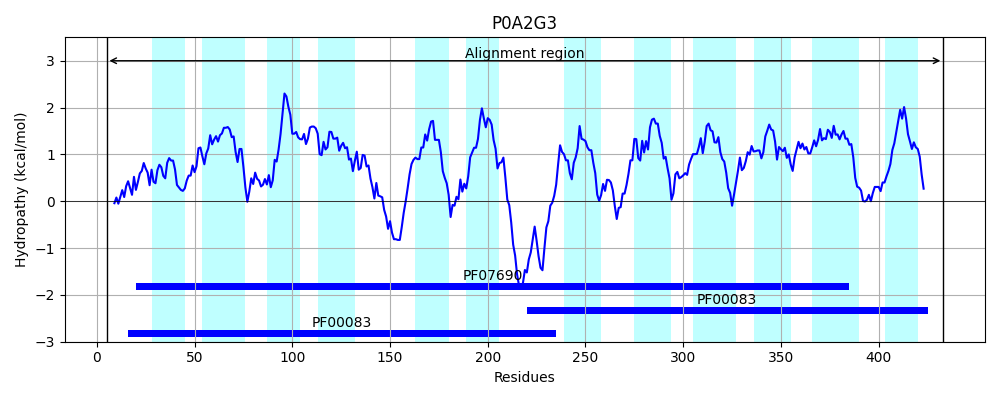 P0A2G3
Alignment region
Hydropathy (kcal/mol)
3
2
1
0
−1
−2
−3
PF07690
PF00083
PF00083
0 50 100 150 200 250 300 350 400
Residues